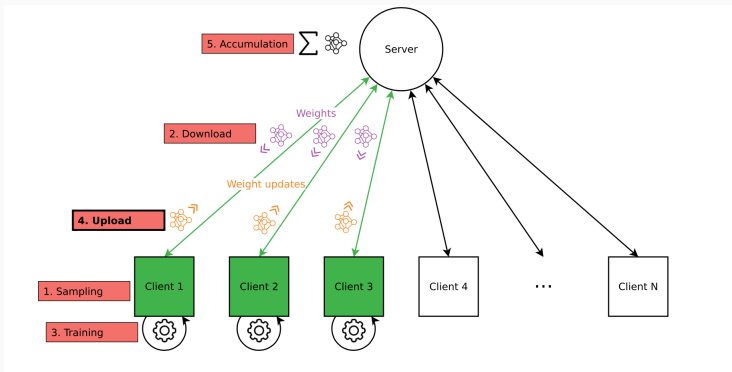 Server
5. Accumulation
Weights
2. Download
Weight updates
4. Upload
1. Sampling
Client 1
Client 2
Client 3
Client 4
...
Client N
3. Training